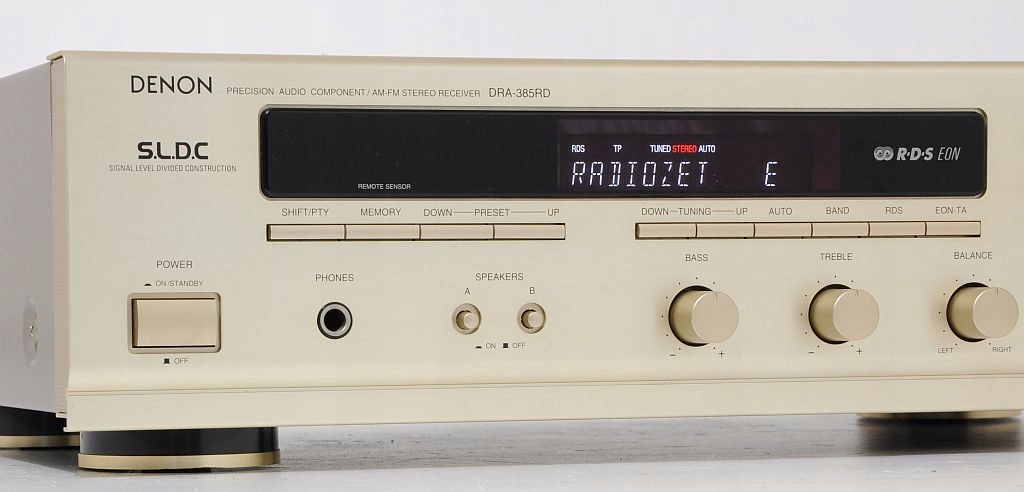 DENON PRECISION AUDIO COMPONENT / AM-FM STEREO RECEIVER DRA-385RD
S.L.D.C
SIGNAL LEVEL DIVIDED CONSTRUCTION
RDS TP TUNED STEREO AUTO
RADIOZET E
R·D·S EON
REMOTE SENSOR
SHIFT/PTY MEMORY DOWN PRESET UP DOWN TUNING UP AUTO BAND RDS EON-TA
POWER
ON/STANDBY
OFF
PHONES
SPEAKERS
A B
ON OFF
BASS
- +
TREBLE
- +
BALANCE
LEFT RIGHT